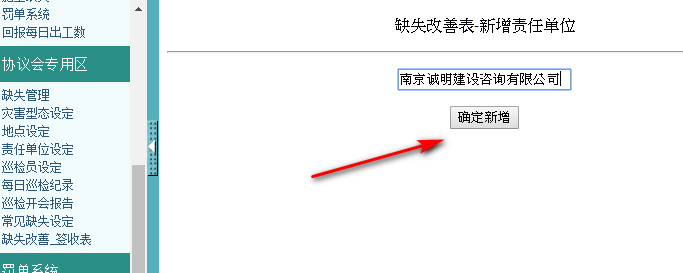 罚单系统
回报每日出工数
协议会专用区
缺失管理
灾害型态设定
地点设定
责任单位设定
巡检员设定
每日巡检纪录
巡检开会报告
常见缺失设定
缺失改善_签收表
罚单系统
缺失改善表-新增责任单位
南京诚明建设咨询有限公司
确定新增